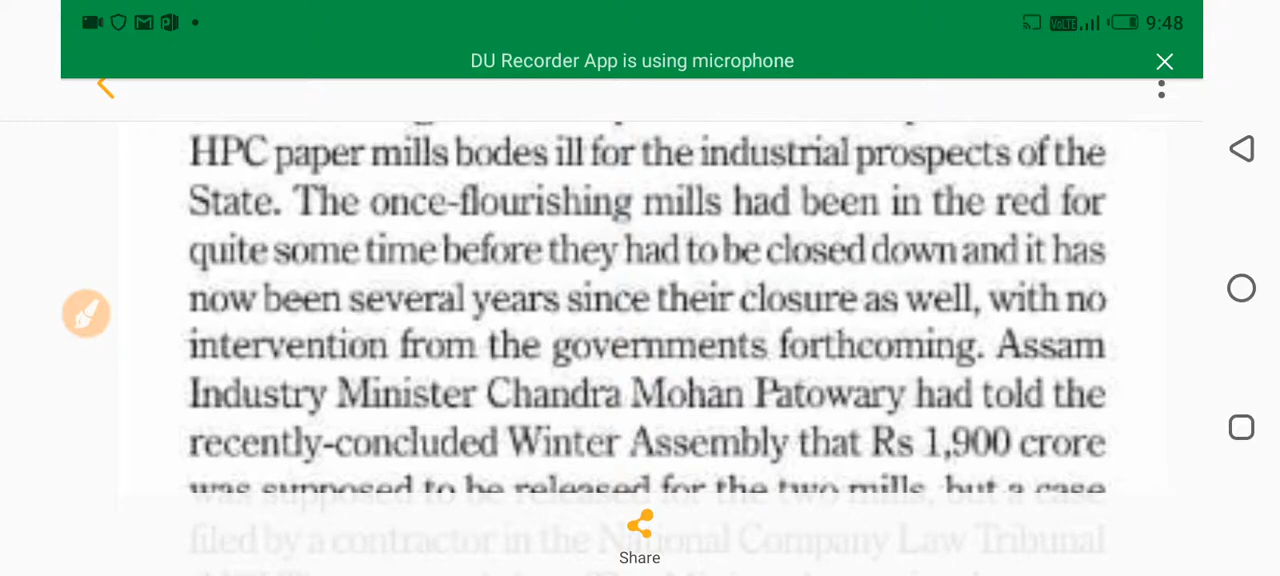 9:48
DU Recorder App is using microphone
HPC paper mills bodes ill for the industrial prospects of the
State. The once-flourishing mills had been in the red for
quite some time before they had to be closed down and it has
now been several years since their closure as well, with no
intervention from the governments forthcoming. Assam
Industry Minister Chandra Mohan Patowary had told the
recently-concluded Winter Assembly that Rs 1,900 crore
was supposed to be released for the two mills, but a case
filed by a contractor in the National Company Law Tribunal
Share